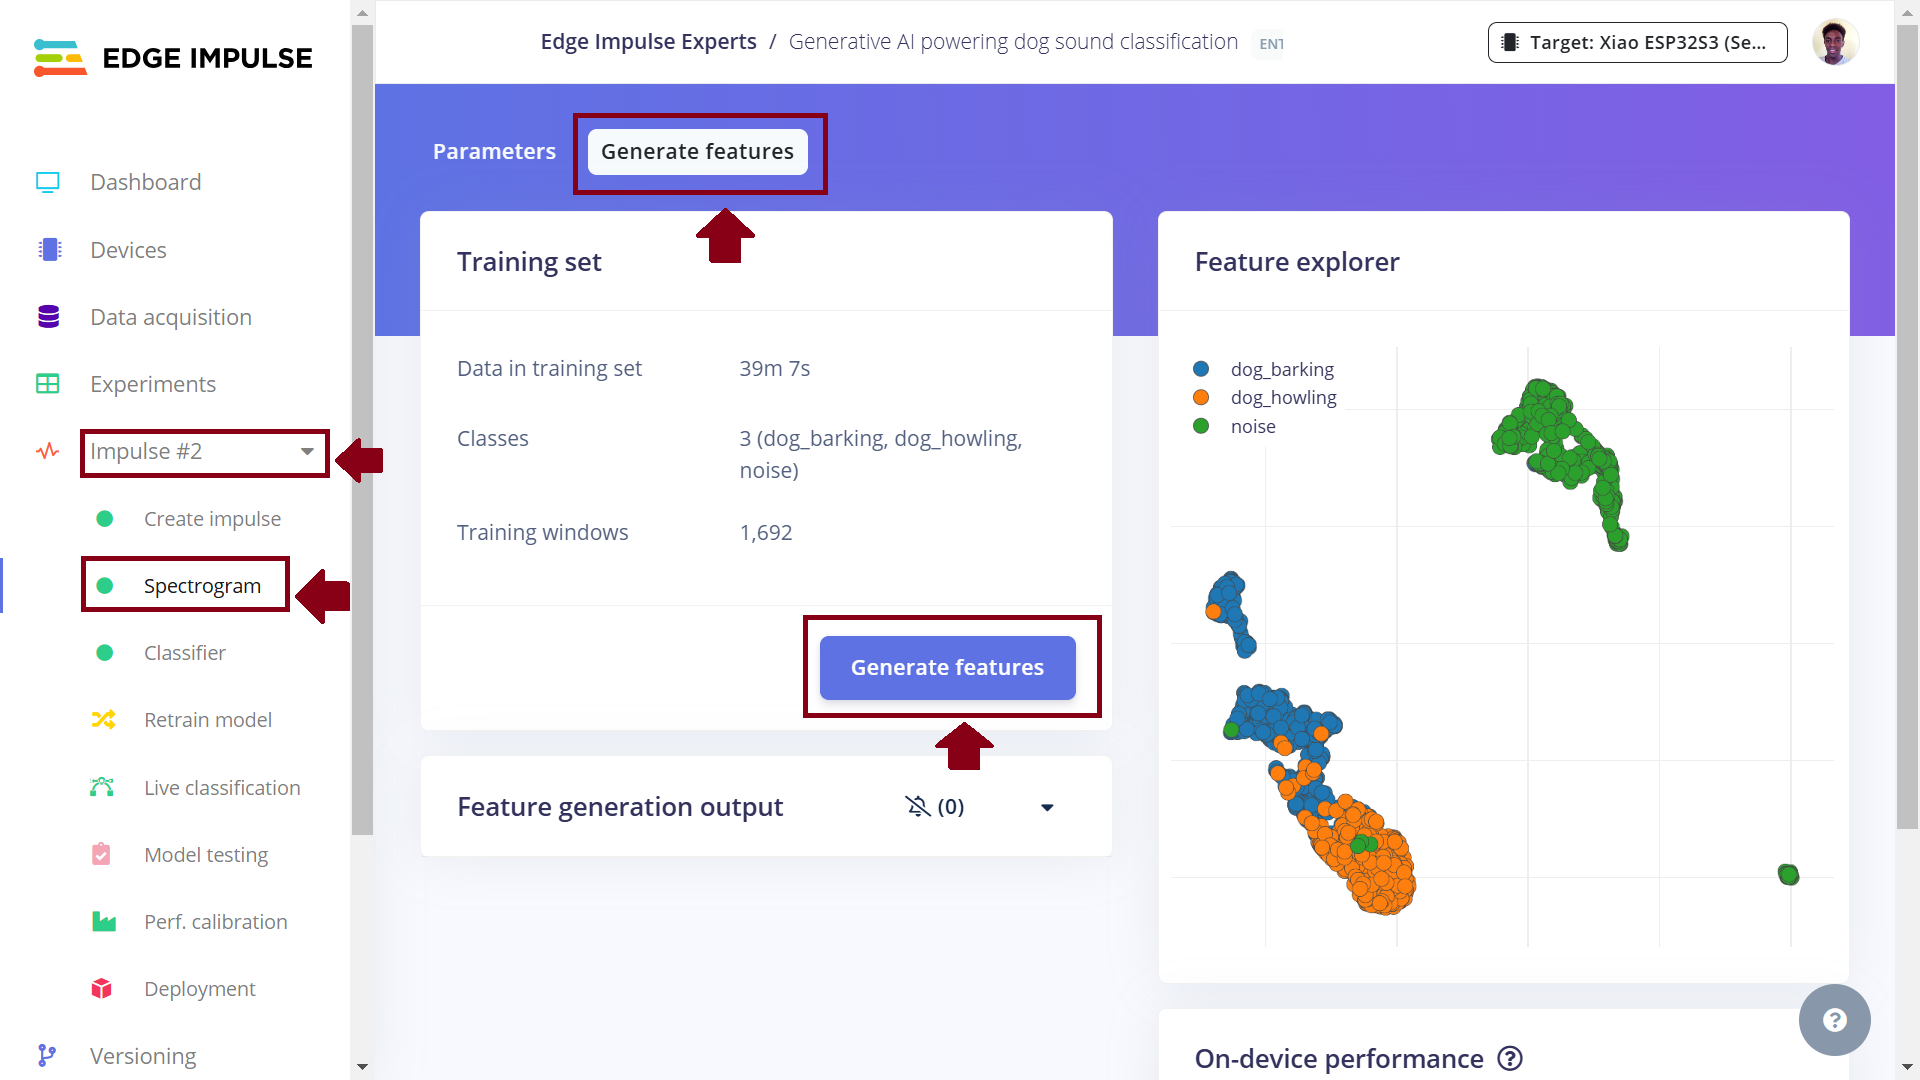 EDGE IMPULSE
Edge Impulse Experts / Generative AI powering dog sound classification ENT
Target: Xiao ESP32S3 (Se...
Dashboard
Devices
Data acquisition
Experiments
Impulse #2
Create impulse
Spectrogram
Classifier
Retrain model
Live classification
Model testing
Perf. calibration
Deployment
Versioning
Parameters
Generate features
Training set
Data in training set 39m 7s
Classes 3 (dog_barking, dog_howling,
noise)
Training windows 1,692
Generate features
Feature generation output (0)
Feature explorer
dog_barking
dog_howling
noise
On-device performance ?
?